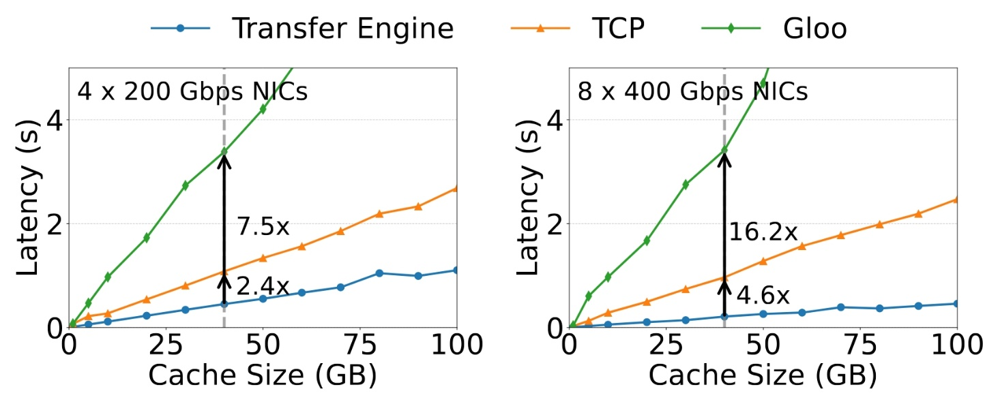 Transfer Engine TCP Gloo
4 x 200 Gbps NICs
Latency (s)
4
2
0
7.5x
2.4x
0 25 50 75 100
Cache Size (GB)
8 x 400 Gbps NICs
Latency (s)
4
2
0
16.2x
4.6x
0 25 50 75 100
Cache Size (GB)